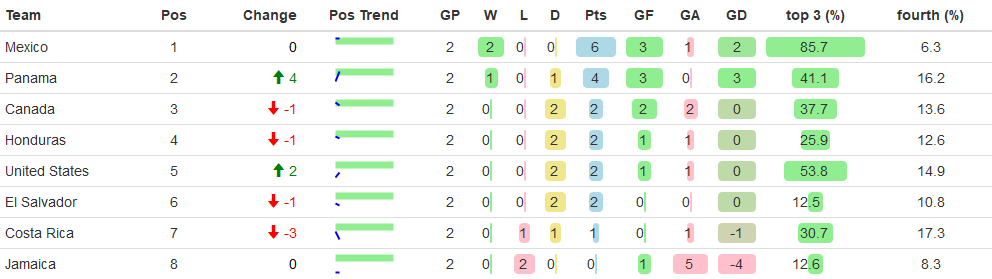 Team Pos Change Pos Trend GP W L D Pts GF GA GD top 3 (%) fourth (%)
Mexico 1 0 2 2 0 0 6 3 1 2 85.7 6.3
Panama 2 4 2 1 0 1 4 3 0 3 41.1 16.2
Canada 3 -1 2 0 0 2 2 2 2 0 37.7 13.6
Honduras 4 -1 2 0 0 2 2 1 1 0 25.9 12.6
United States 5 2 2 0 0 2 2 1 1 0 53.8 14.9
El Salvador 6 -1 2 0 0 2 2 0 0 0 12.5 10.8
Costa Rica 7 -3 2 0 1 1 1 0 1 -1 30.7 17.3
Jamaica 8 0 2 0 2 0 0 1 5 -4 12.6 8.3